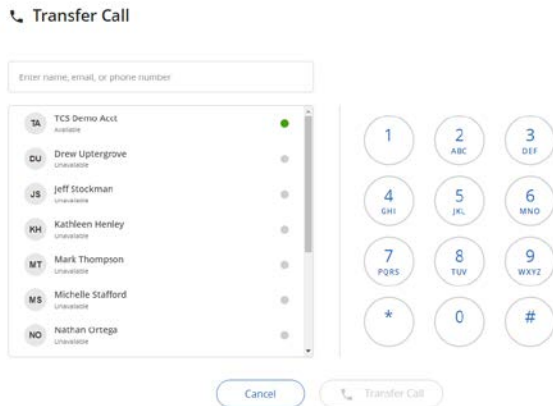 Transfer Call
Enter name, email, or phone number
TA TCS Demo Acct
Available
DU Drew Uptergrove
Unavailable
JS Jeff Stockman
Unavailable
KH Kathleen Henley
Unavailable
MT Mark Thompson
Unavailable
MS Michelle Stafford
Unavailable
NO Nathan Ortega
Unavailable
1 2 3
ABC DEF
4 5 6
GHI JKL MNO
7 8 9
PQRS TUV WXYZ
* 0 #
Cancel Transfer Call